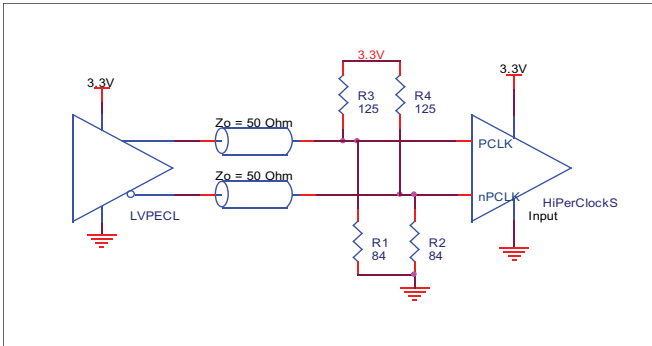 3.3V
3.3V
3.3V
R3
125
R4
125
Zo = 50 Ohm
PCLK
Zo = 50 Ohm
nPCLK
HiPerClockS
Input
LVPECL
R1
84
R2
84